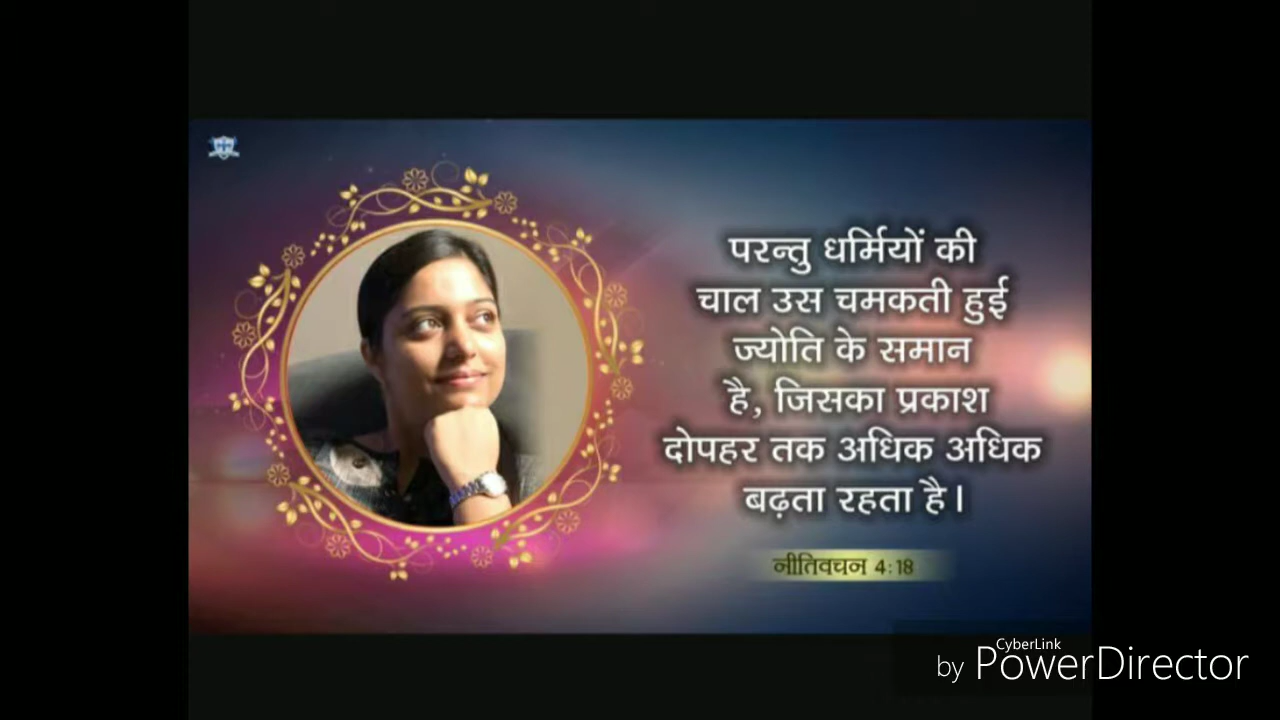 परन्तु धर्मियों की
चाल उस चमकती हुई
ज्योति के समान
है, जिसका प्रकाश
दोपहर तक अधिक अधिक
बढ़ता रहता है।
नीतिवचन 4:18
CyberLink
by PowerDirector